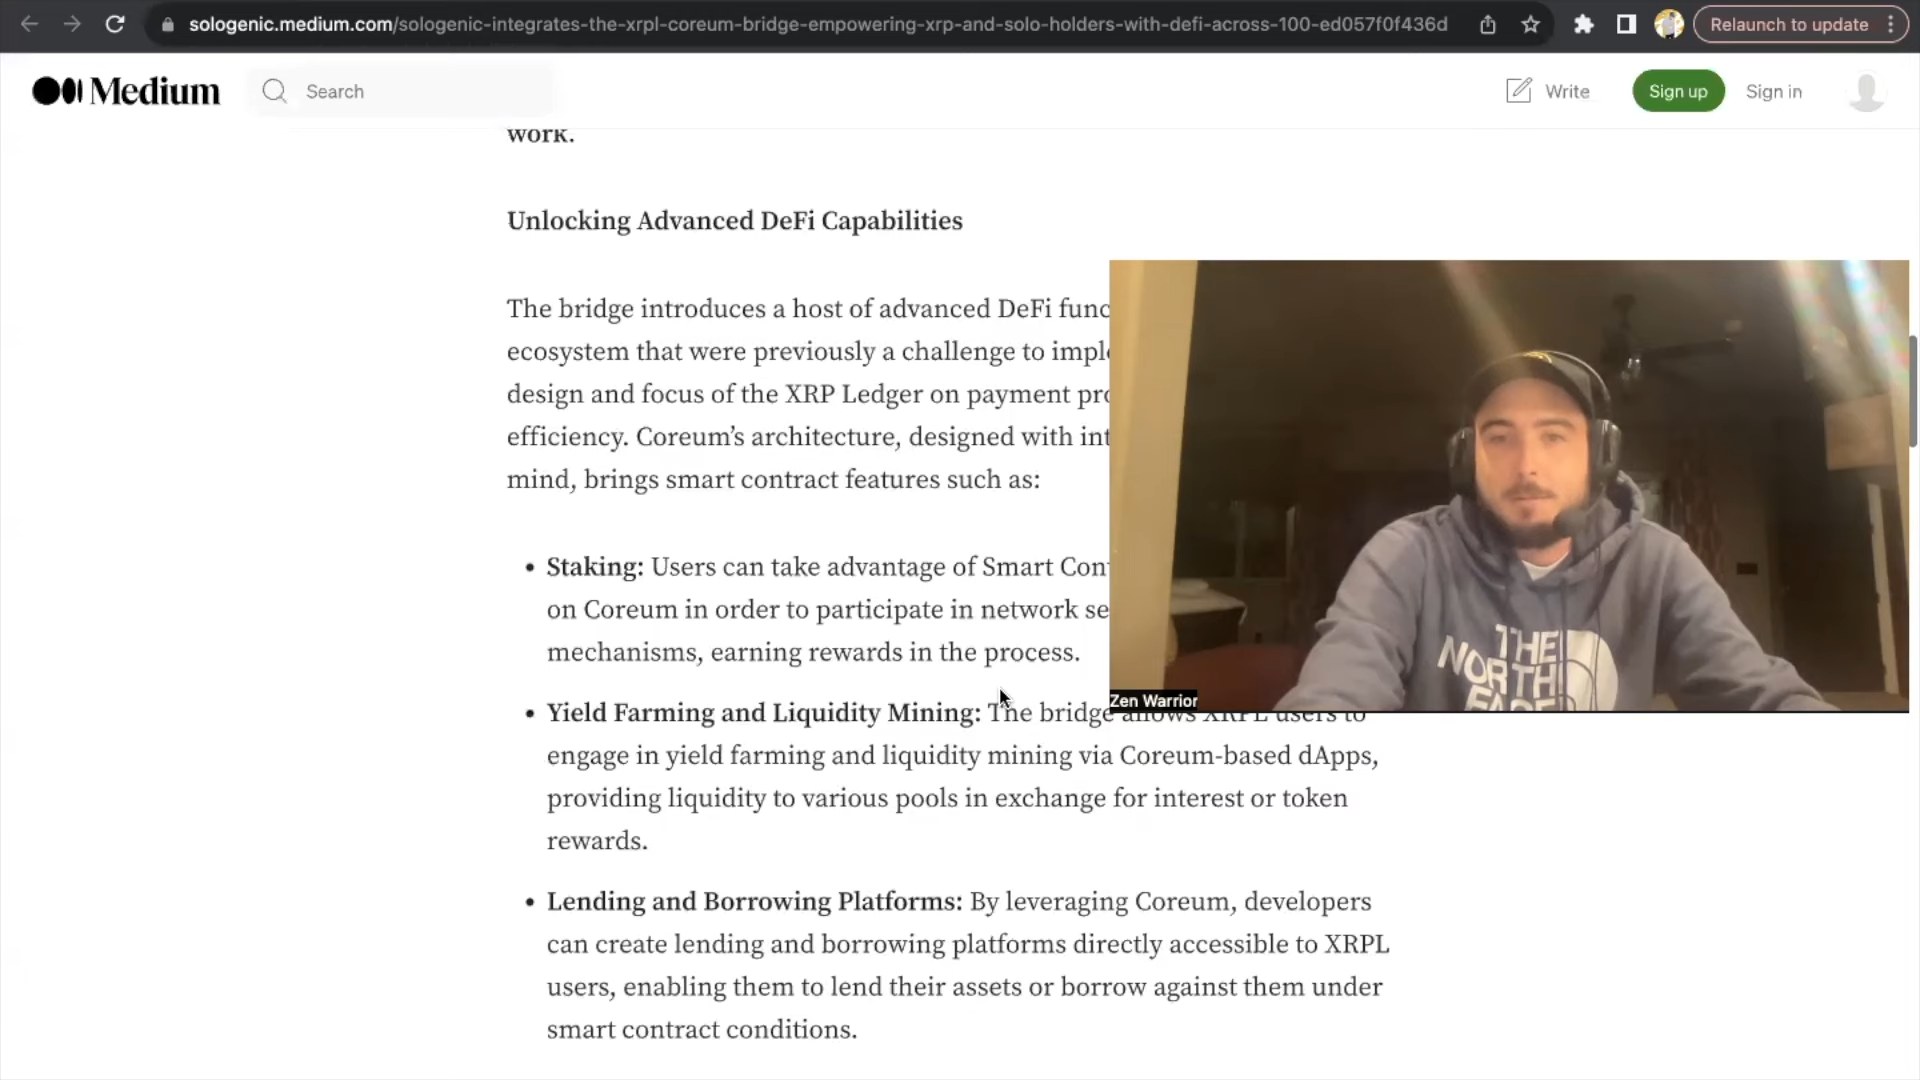 sologenic.medium.com/sologenic-integrates-the-xrpl-coreum-bridge-empowering-xrp-and-solo-holders-with-defi-across-100-ed057f0f436d
Relaunch to update
Medium
Search
Write
Sign up
Sign in
work.
Unlocking Advanced DeFi Capabilities
The bridge introduces a host of advanced DeFi func
ecosystem that were previously a challenge to impl
design and focus of the XRP Ledger on payment pro
efficiency. Coreum’s architecture, designed with int
mind, brings smart contract features such as:
• Staking: Users can take advantage of Smart Con
on Coreum in order to participate in network se
mechanisms, earning rewards in the process.
THE
NORTH
FACE
Zen Warrior
• Yield Farming and Liquidity Mining: The bridge allows XRPL users to
engage in yield farming and liquidity mining via Coreum-based dApps,
providing liquidity to various pools in exchange for interest or token
rewards.
• Lending and Borrowing Platforms: By leveraging Coreum, developers
can create lending and borrowing platforms directly accessible to XRPL
users, enabling them to lend their assets or borrow against them under
smart contract conditions.